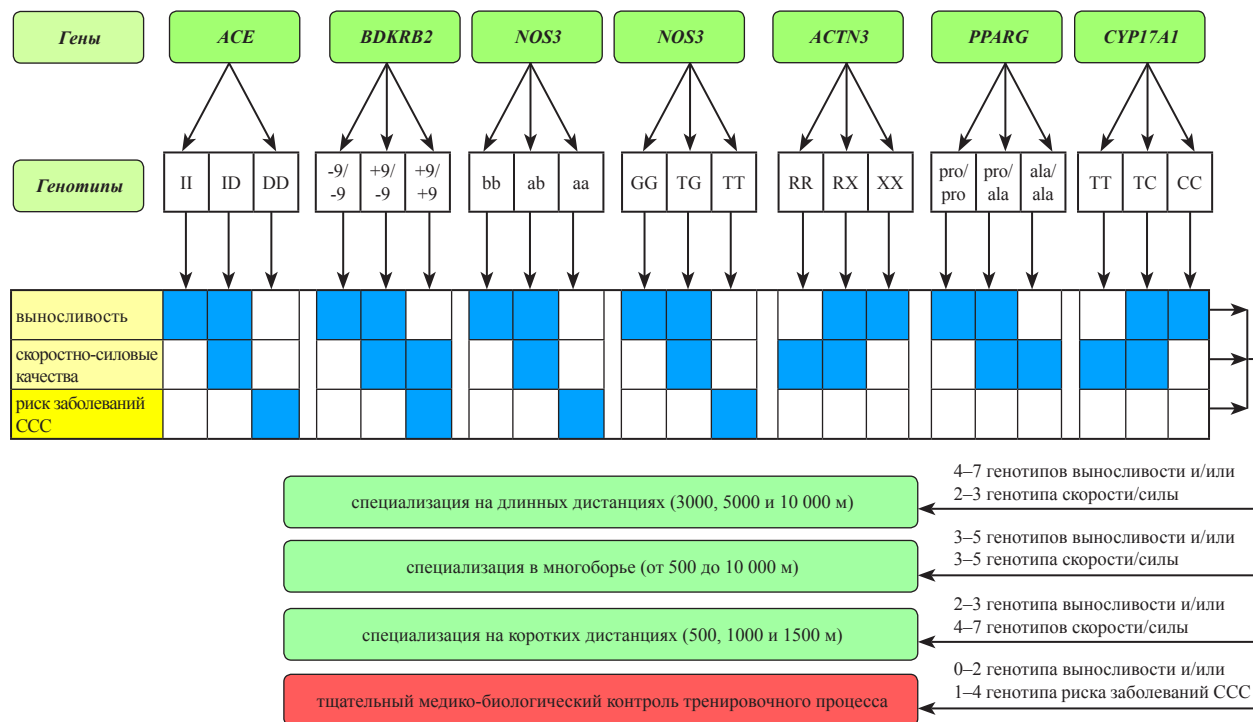 Гены
ACE
BDKRB2
NOS3
NOS3
ACTN3
PPARG
CYP17A1
Генотипы
II
ID
DD
-9/
-9
+9/
-9
+9/
+9
bb
ab
aa
GG
TG
TT
RR
RX
XX
pro/
pro
pro/
ala
ala/
ala
TT
TC
CC
выносливость
скоростно-силовые
качества
риск заболеваний
ССС
специализация на длинных дистанциях (3000, 5000 и 10 000 м)
4–7 генотипов выносливости и/или
2–3 генотипа скорости/силы
специализация в многоборье (от 500 до 10 000 м)
3–5 генотипов выносливости и/или
3–5 генотипа скорости/силы
специализация на коротких дистанциях (500, 1000 и 1500 м)
2–3 генотипа выносливости и/или
4–7 генотипов скорости/силы
тщательный медико-биологический контроль тренировочного процесса
0–2 генотипа выносливости и/или
1–4 генотипа риска заболеваний ССС